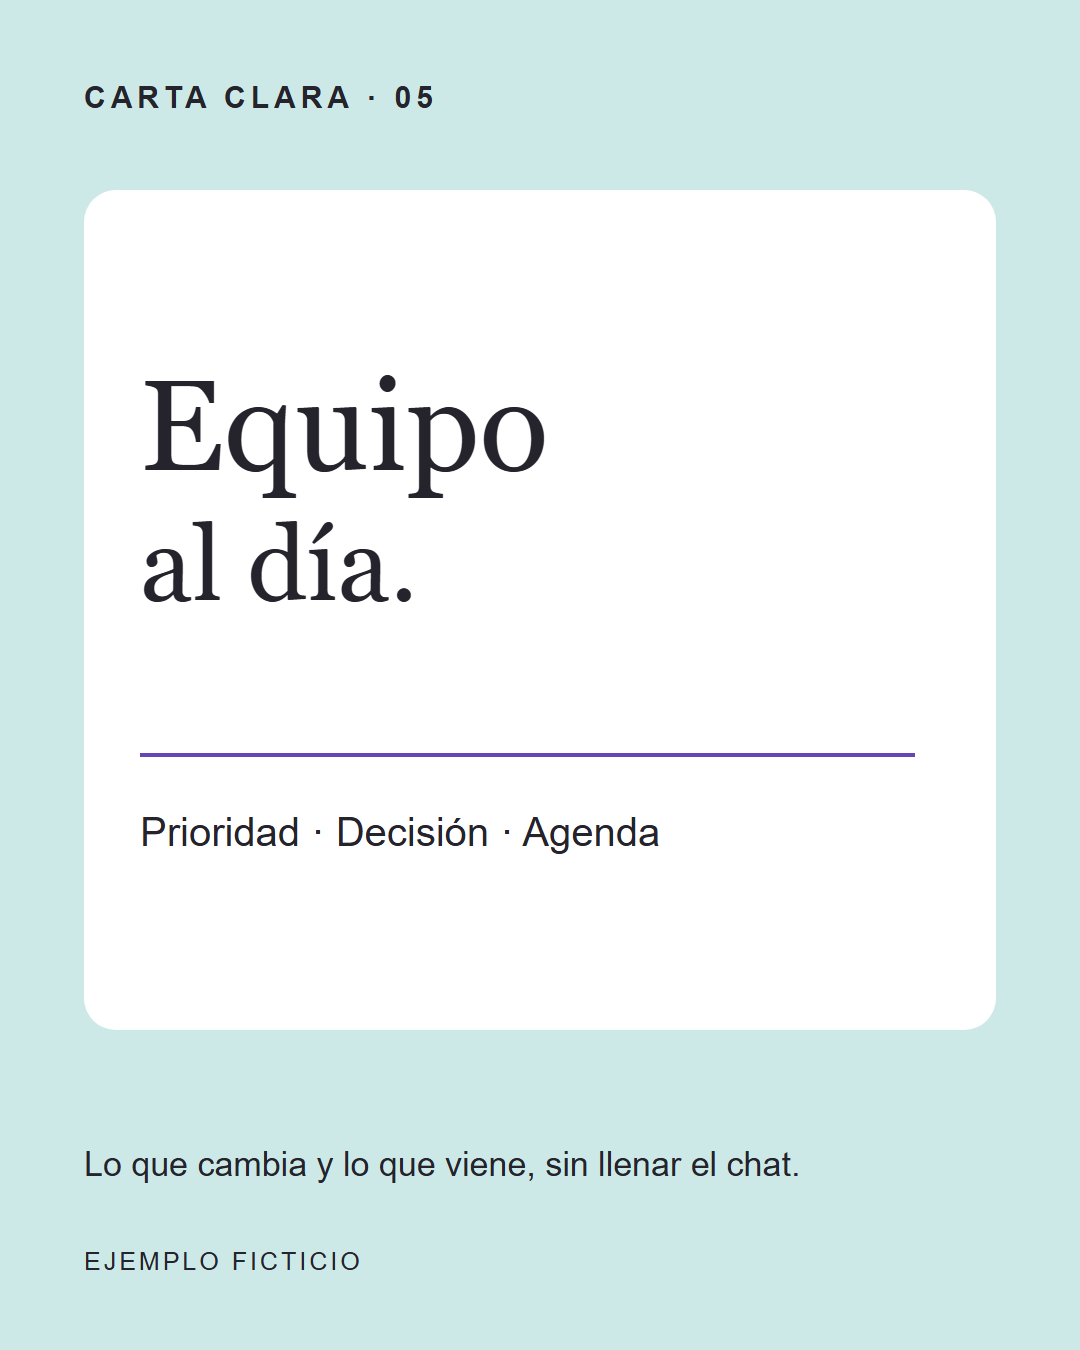 CARTA CLARA · 05
Equipo
al día.
Prioridad · Decisión · Agenda
Lo que cambia y lo que viene, sin llenar el chat.
EJEMPLO FICTICIO